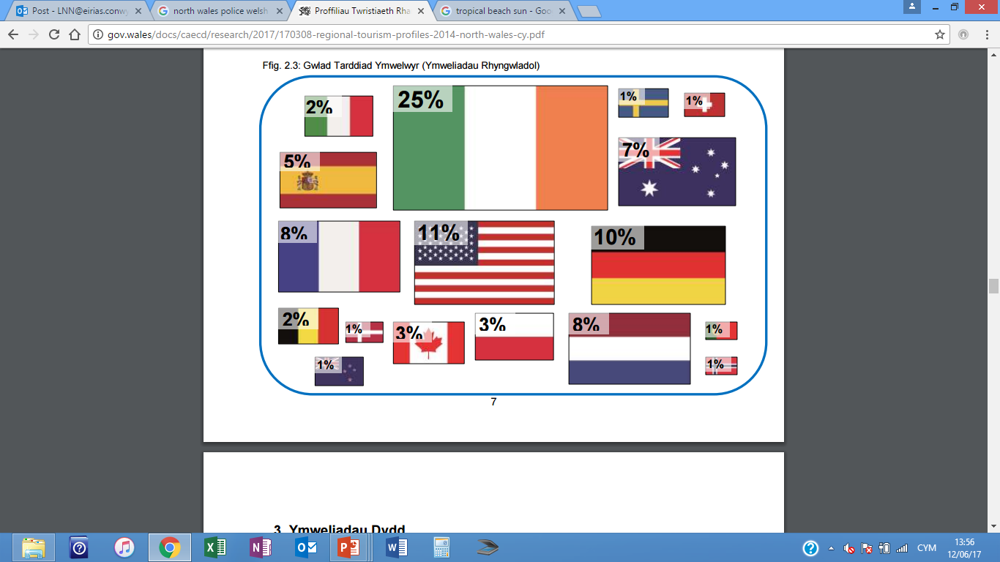 Post - LNN@eirias.conwy
north wales police welsh
Proffiliau Twristiaeth Rha
tropical beach sun - Goo
gov.wales/docs/caecd/research/2017/170308-regional-tourism-profiles-2014-north-wales-cy.pdf
Ffig. 2.3: Gwlad Tarddiad Ymwelwyr (Ymweliadau Rhyngwladol)
2%
25%
1%
1%
5%
7%
8%
11%
10%
2%
1%
3%
3%
8%
1%
1%
1%
7
3. Ymweliadau Dydd
CYM
13:56
12/06/17